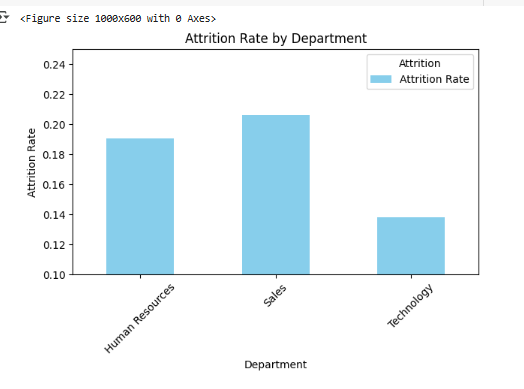 <Figure size 1000x600 with 0 Axes>
Attrition Rate by Department
Attrition
Attrition Rate
0.24
0.22
0.20
0.18
0.16
0.14
0.12
0.10
Attrition Rate
Human Resources
Sales
Technology
Department